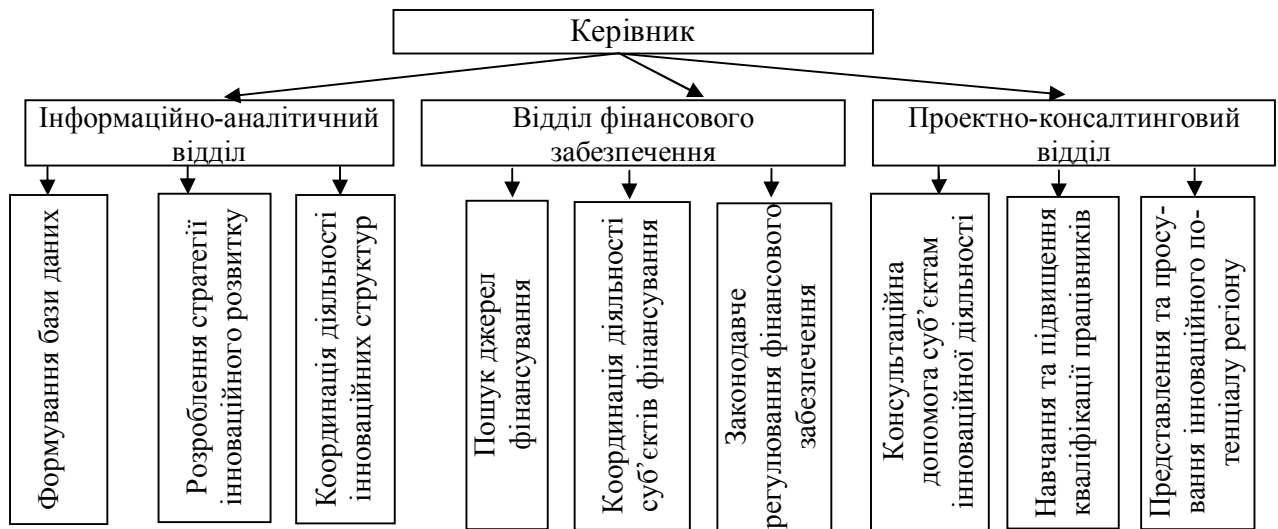 Керівник
Інформаційно-аналітичний
відділ
Відділ фінансового
забезпечення
Проектно-консалтинговий
відділ
Формування бази даних
Розроблення стратегії
інноваційного розвитку
Координація діяльності
інноваційних структур
Пошук джерел
фінансування
Координація діяльності
суб’єктів фінансування
Законодавче
регулювання фінансового
забезпечення
Консультаційна
допомога суб’єктам
інноваційної діяльності
Навчання та підвищення
кваліфікації працівників
Представлення та просу-
вання інноваційного по-
тенціалу регіону